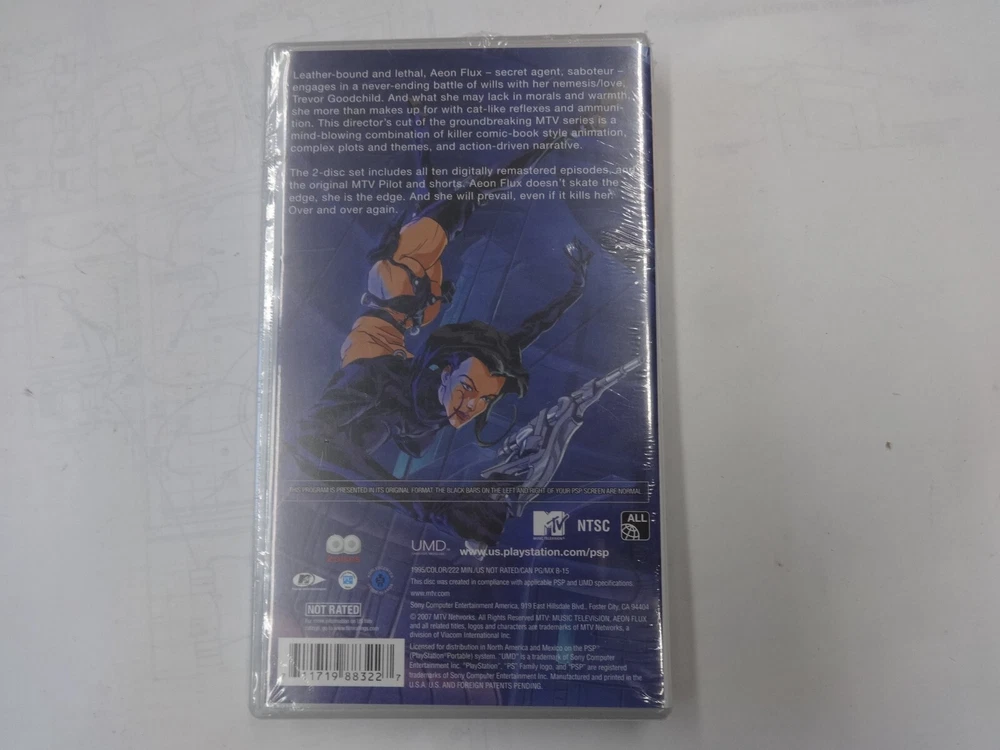 Leather-bound and lethal, Aeon Flux – secret agent, saboteur –
engages in a never-ending battle of wills with her nemesis/love,
Trevor Goodchild. And what she may lack in morals and warmth,
she more than makes up for with cat-like reflexes and ammuni-
tion. This director's cut of the groundbreaking MTV series is a
mind-blowing combination of killer comic-book style animation,
complex plots and themes, and action-driven narrative.
The 2-disc set includes all ten digitally remastered episodes,
the original MTV Pilot and shorts. Aeon Flux doesn't skate the
edge, she is the edge. And she will prevail, even if it kills her.
Over and over again.
THIS PROGRAM IS PRESENTED IN ITS ORIGINAL FORMAT. THE BLACK BARS ON THE LEFT AND RIGHT OF YOUR PSP SCREEN ARE NORMAL.
MTV
NTSC
ALL
UMD
www.us.playstation.com/psp
1995/COLOR/222 MIN./US NOT RATED/CAN PG/MX B-15
This disc was created in compliance with applicable PSP and UMD specifications.
www.mtv.com
Sony Computer Entertainment America, 919 East Hillsdale Blvd., Foster City, CA 94404
© 2007 MTV Networks. All Rights Reserved. MTV: MUSIC TELEVISION, AEON FLUX
and all related titles, logos and characters are trademarks of MTV Networks, a
division of Viacom International Inc.
NOT RATED
Licensed for distribution in North America and Mexico on the PSP™
(PlayStation®Portable) system. "UMD" is a trademark of Sony Computer
Entertainment Inc. "PlayStation", "PS" Family logo, and "PSP" are registered
trademarks of Sony Computer Entertainment Inc. Manufactured and printed in the
U.S.A. U.S. AND FOREIGN PATENTS PENDING.
11719 88322 7